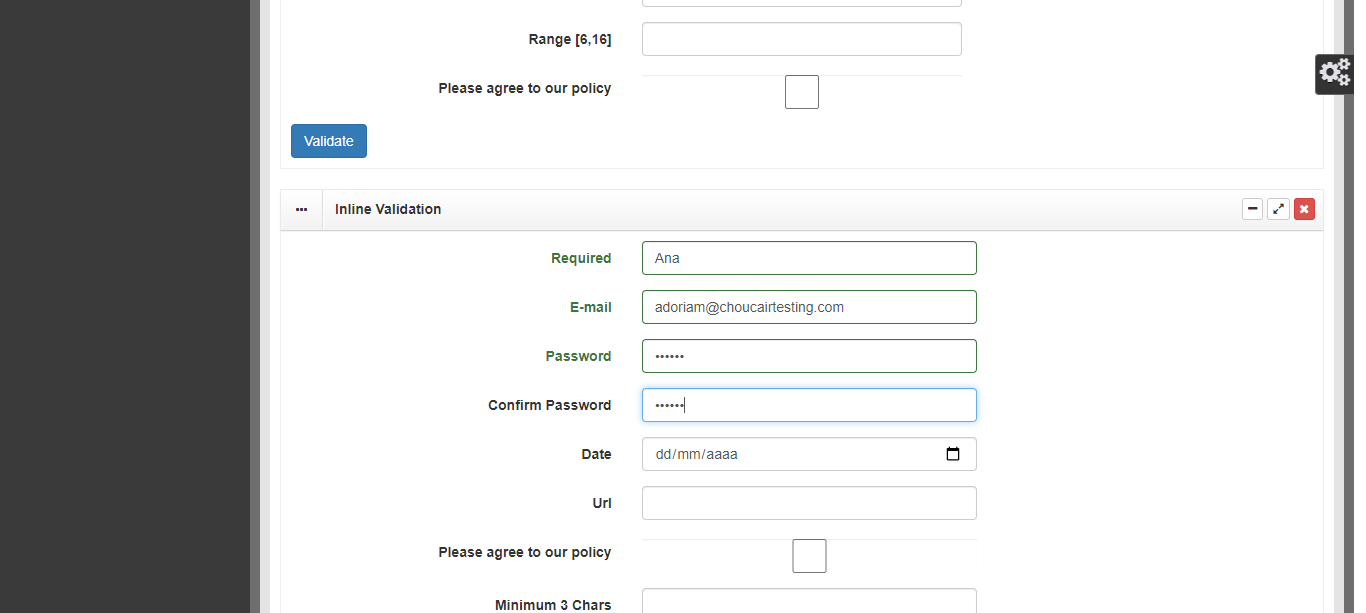 Range [6,16]
Please agree to our policy
Validate
Inline Validation
Required Ana
E-mail adoriam@choucairtesting.com
Password ••••••
Confirm Password ••••••
Date dd/mm/aaaa
Url
Please agree to our policy
Minimum 3 Chars